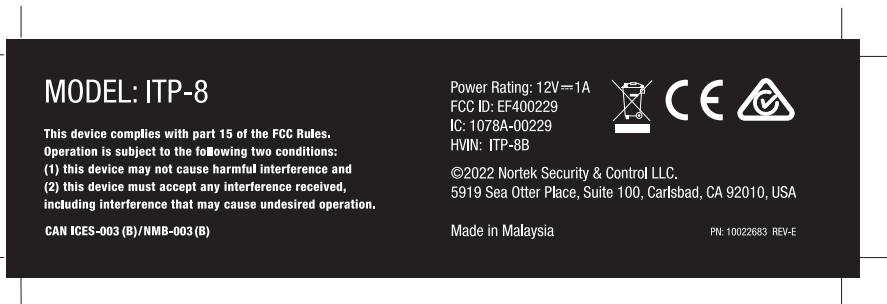 MODEL: ITP-8
This device complies with part 15 of the FCC Rules.
Operation is subject to the following two conditions:
(1) this device may not cause harmful interference and
(2) this device must accept any interference received,
including interference that may cause undesired operation.
CAN ICES-003 (B)/NMB-003 (B)
Power Rating: 12V⎓1A
FCC ID: EF400229
IC: 1078A-00229
HVIN: ITP-8B
CE
©2022 Nortek Security & Control LLC.
5919 Sea Otter Place, Suite 100, Carlsbad, CA 92010, USA
Made in Malaysia
PN: 10022683 REV-E